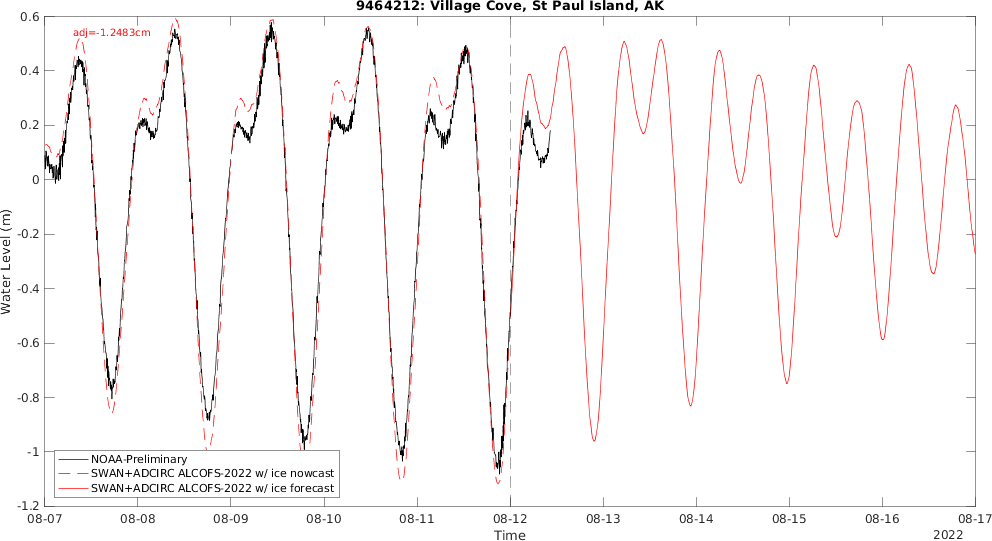 9464212: Village Cove, St Paul Island, AK
adj=-1.2483cm
0.6
0.4
0.2
0
-0.2
-0.4
-0.6
-0.8
-1
-1.2
Water Level (m)
NOAA-Preliminary
SWAN+ADCIRC ALCOFS-2022 w/ ice nowcast
SWAN+ADCIRC ALCOFS-2022 w/ ice forecast
08-07 08-08 08-09 08-10 08-11 08-12 08-13 08-14 08-15 08-16 08-17
Time
2022